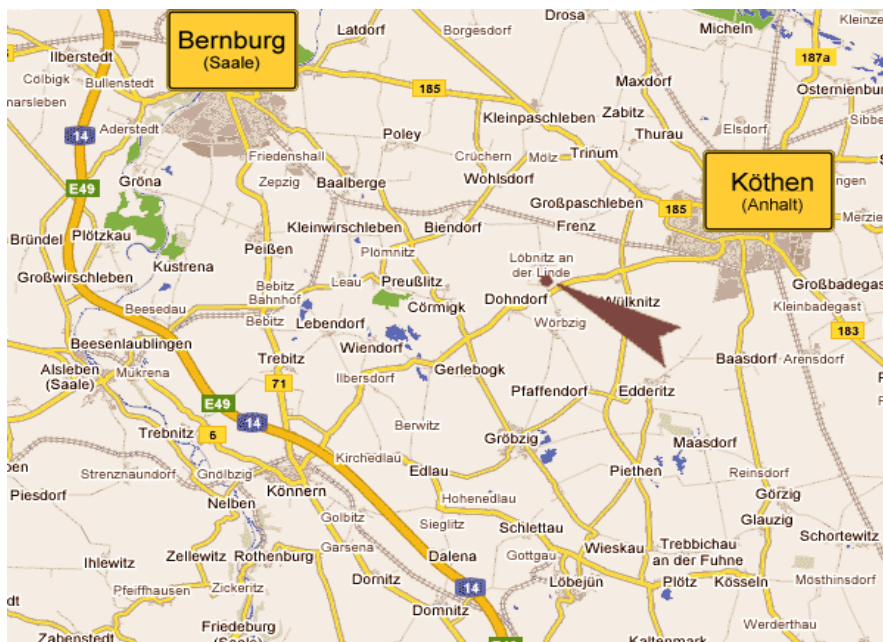 Drosa
Micheln
Kleinze
Latdorf
Borgesdorf
Bernburg
(Saale)
Ilberstedt
187a
Cölbigk
Bullenstedt
narsleben
185
Maxdorf
Osternienbur
Kleinpaschleben
Zabitz
Sibbe
14
Aderstedt
Poley
Thurau
Elsdorf
Friedenshall
Crüchern
Mölz
Trinum
E49
Gröna
Zepzig
Baalberge
Wohlsdorf
Köthen
(Anhalt)
ningen
Großpaschleben
185
Merzie
Bründel
Plötzkau
Kleinwirschleben
Biendorf
Frenz
Peißen
Plömnitz
Löbnitz an
der Linde
Kustrena
Großwirschleben
Bebitz
Bahnhof
Leau
Preußlitz
Großbadegast
Beesedau
Cörmigk
Dohndorf
Wülknitz
Kleinbadegast
Bebitz
Lebendorf
Wörbzig
183
Beesenlaublingen
Wiendorf
Trebitz
Baasdorf
Arensdorf
Alsleben
(Saale)
Mukrena
71
Ilbersdorf
Gerlebogk
Pfaffendorf
Edderitz
E49
14
Berwitz
Trebnitz
6
Gröbzig
Maasdorf
Kirchedlau
Strenznaundorf
Gnölbzig
Edlau
Piethen
Reinsdorf
Piesdorf
Könnern
Hohenedlau
Görzig
Nelben
Golbitz
Sieglitz
Schlettau
Glauzig
Garsena
Wieskau
Trebbichau
an der Fuhne
Schortewitz
Ihlewitz
Zellewitz
Rothenburg
Dalena
Gottgau
Pfeiffhausen
Zickeritz
Dornitz
14
Löbejün
Plötz
Kösseln
Mösthinsdorf
Domnitz
Friedeburg
(Saale)
Werderthau
Zabenstedt
Kaltenmark